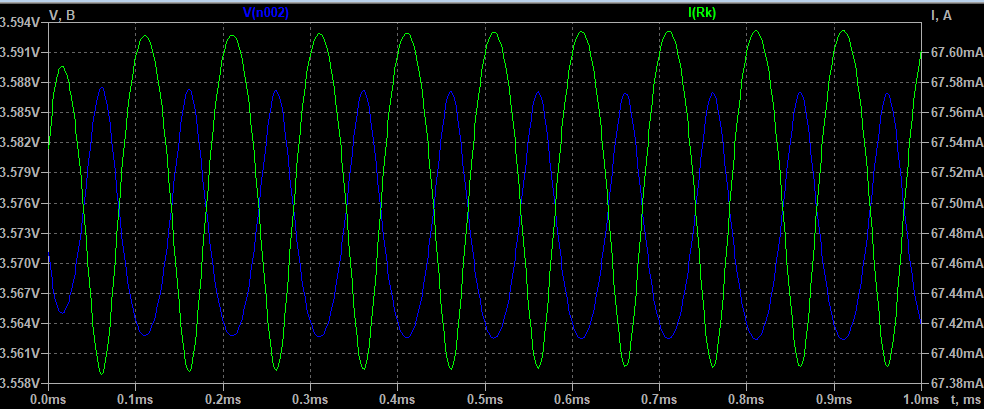 V, B V(n002) I(Rk) I, A
3.594V
3.591V 67.60mA
3.588V 67.58mA
3.585V 67.56mA
3.582V 67.54mA
3.579V 67.52mA
3.576V 67.50mA
3.573V 67.48mA
3.570V 67.46mA
3.567V 67.44mA
3.564V 67.42mA
3.561V 67.40mA
3.558V 67.38mA
0.0ms 0.1ms 0.2ms 0.3ms 0.4ms 0.5ms 0.6ms 0.7ms 0.8ms 0.9ms 1.0ms t, ms